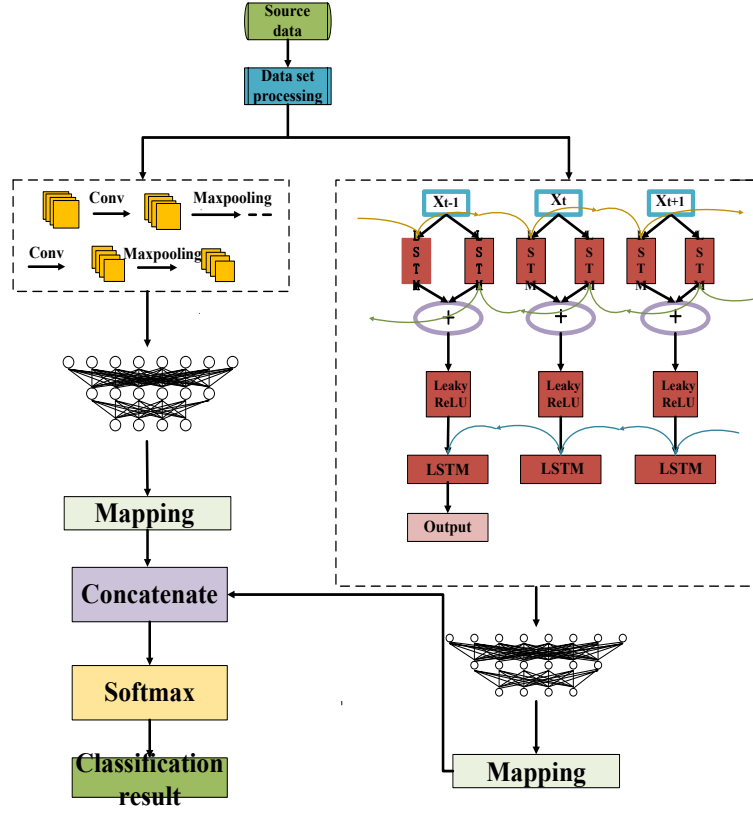 Source
data
Data set
processing
Conv
Maxpooling
Conv
Maxpooling
Xt-1
Xt
Xt+1
L
S
T
M
L
S
T
M
S
T
M
S
T
M
S
T
M
S
T
M
+
+
+
Leaky
ReLU
Leaky
ReLU
Leaky
ReLU
LSTM
LSTM
LSTM
Output
Mapping
Concatenate
Softmax
Classification
result
Mapping